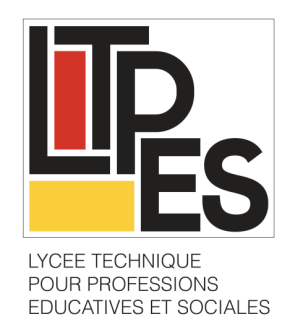 LTP
ES
LYCEE TECHNIQUE
POUR PROFESSIONS
EDUCATIVES ET SOCIALES